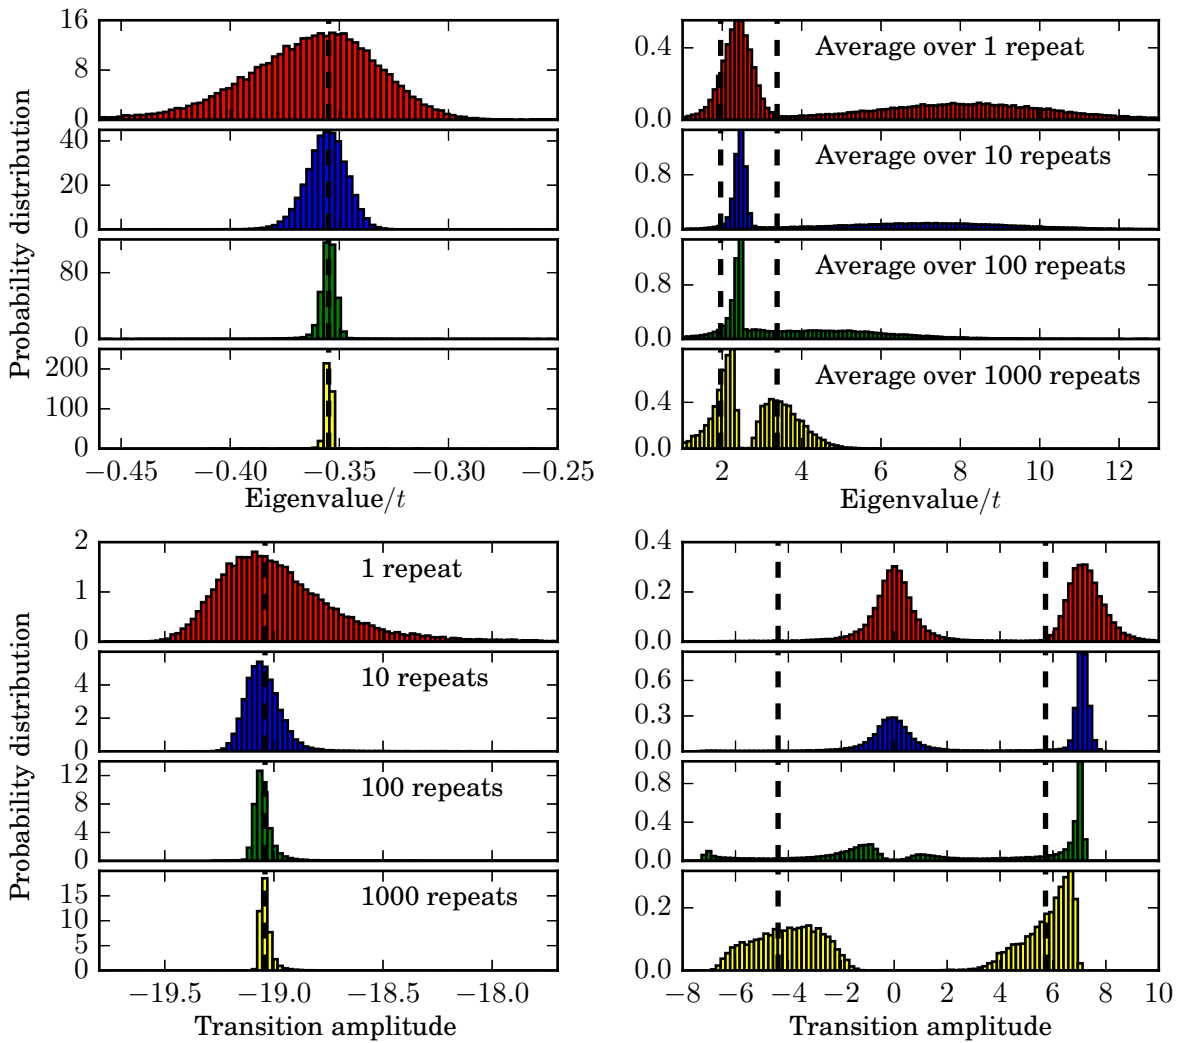 16
8
0
40
20
0
80
0
200
100
0
−0.45 −0.40 −0.35 −0.30 −0.25
Eigenvalue/t
Probability distribution
Average over 1 repeat
0.4
0.0
Average over 10 repeats
0.8
0.0
Average over 100 repeats
0.8
0.0
Average over 1000 repeats
0.4
0.0
2 4 6 8 10 12
Eigenvalue/t
2
1
0
1 repeat
4
2
0
10 repeats
12
8
4
0
100 repeats
15
10
5
0
1000 repeats
−19.5 −19.0 −18.5 −18.0
Transition amplitude
Probability distribution
0.4
0.2
0.0
0.6
0.3
0.0
0.8
0.4
0.0
0.2
0.0
−8 −6 −4 −2 0 2 4 6 8 10
Transition amplitude